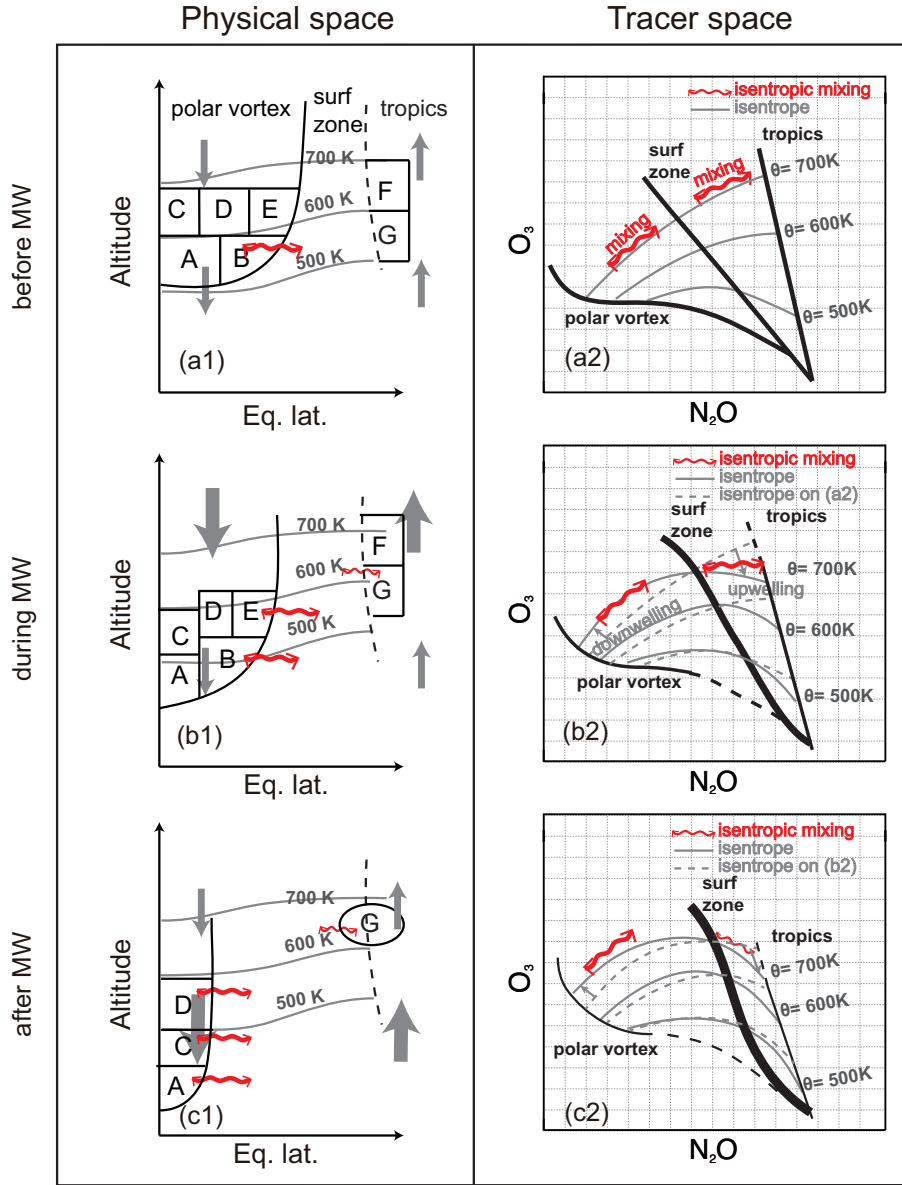 Physical space
Tracer space
before MW
Altitude
polar vortex
surf
zone
tropics
700 K
600 K
500 K
C
D
E
F
A
B
G
(a1)
Eq. lat.
O₃
isentropic mixing
isentrope
tropics
surf
zone
mixing
mixing
θ= 700K
θ= 600K
θ= 500K
polar vortex
(a2)
N₂O
during MW
Altitude
700 K
600 K
500 K
F
G
D
E
C
B
A
(b1)
Eq. lat.
O₃
isentropic mixing
isentrope
isentrope on (a2)
surf
zone
tropics
θ= 700K
upwelling
downwelling
θ= 600K
polar vortex
θ= 500K
(b2)
N₂O
after MW
Altitude
700 K
600 K
500 K
G
D
C
A
(c1)
Eq. lat.
O₃
isentropic mixing
isentrope
isentrope on (b2)
surf
zone
tropics
θ= 700K
θ= 600K
polar vortex
θ= 500K
(c2)
N₂O